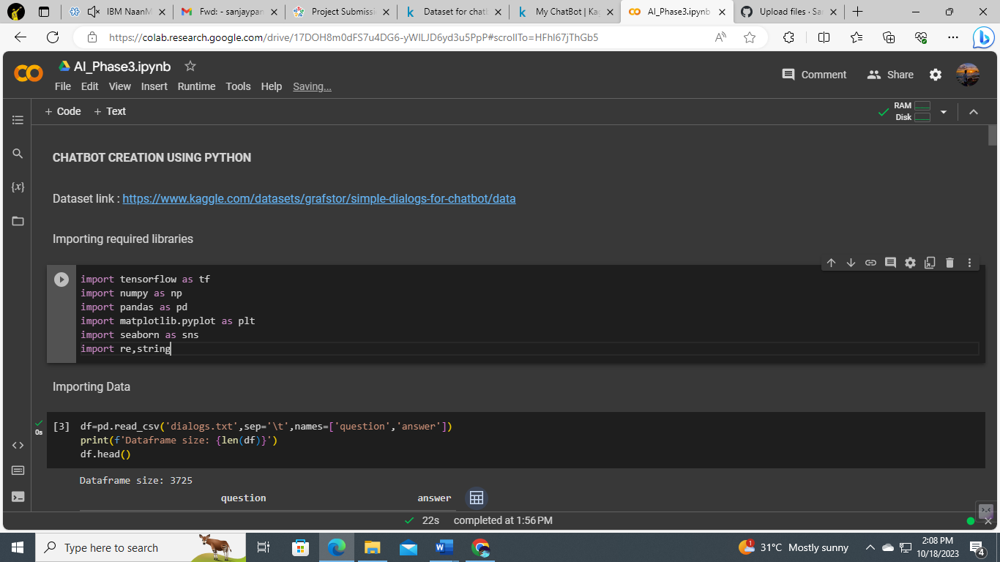 IBM NaanM
Fwd: - sanjaypan
Project Submissi
Dataset for chatb
My ChatBot | Kag
AI_Phase3.ipynb
Upload files · Sar
https://colab.research.google.com/drive/17DOH8m0dFS7u4DG6-yWILJD6yd3u5PpP#scrollTo=HFhI67jThGb5
AI_Phase3.ipynb
File Edit View Insert Runtime Tools Help Saving...
Comment Share
+ Code + Text
RAM
Disk
CHATBOT CREATION USING PYTHON
Dataset link : https://www.kaggle.com/datasets/grafstor/simple-dialogs-for-chatbot/data
Importing required libraries
import tensorflow as tf
import numpy as np
import pandas as pd
import matplotlib.pyplot as plt
import seaborn as sns
import re,string
Importing Data
[3] df=pd.read_csv('dialogs.txt',sep='\t',names=['question','answer'])
0s
print(f'Dataframe size: {len(df)}')
df.head()
Dataframe size: 3725
question answer
22s completed at 1:56 PM
Type here to search
31°C Mostly sunny
2:08 PM
10/18/2023
4